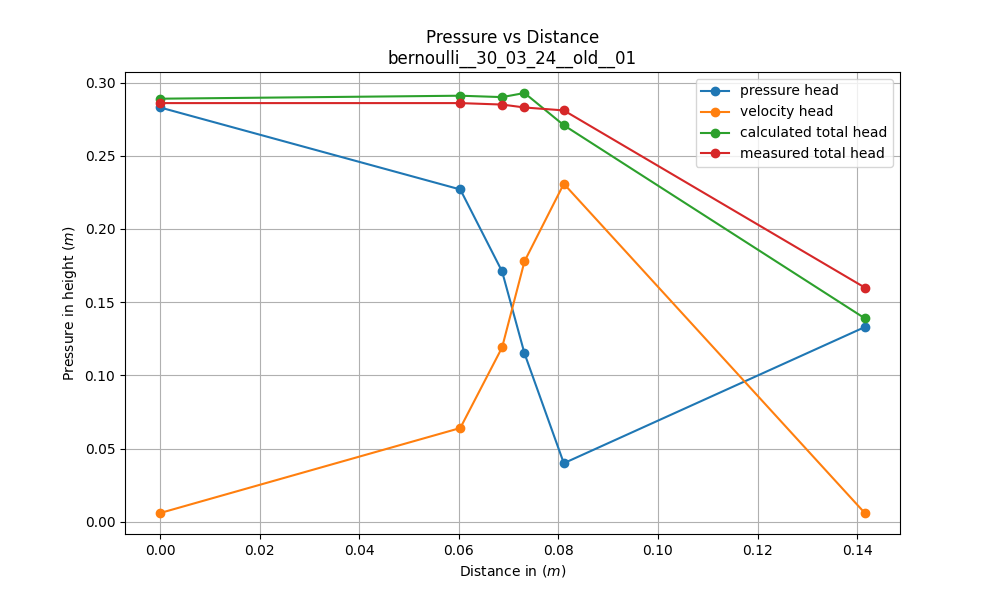 Pressure vs Distance
bernoulli__30_03_24__old__01
0.30
0.25
0.20
0.15
0.10
0.05
0.00
Pressure in height (m)
pressure head
velocity head
calculated total head
measured total head
0.00 0.02 0.04 0.06 0.08 0.10 0.12 0.14
Distance in (m)